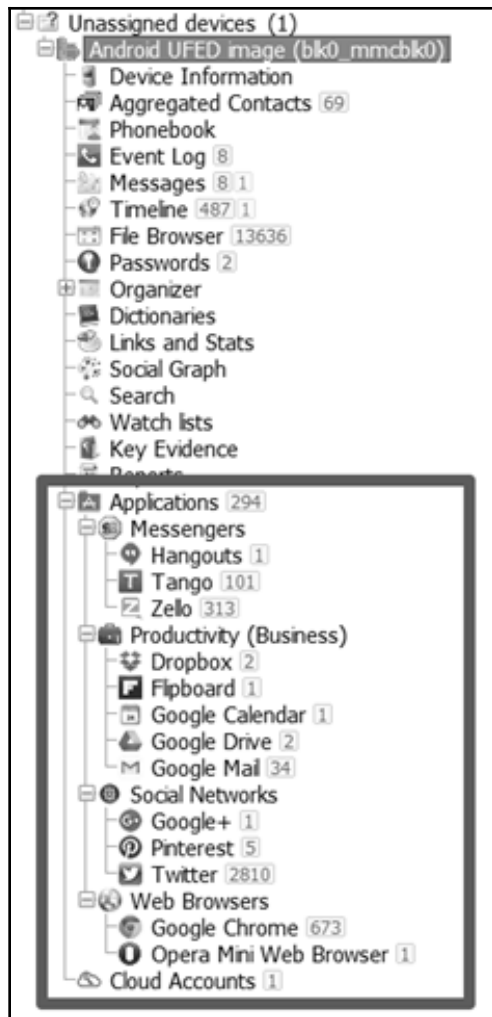 Unassigned devices (1)
Android UFED image (blk0_mmcblk0)
Device Information
Aggregated Contacts 69
Phonebook
Event Log 8
Messages 8 1
Timeline 487 1
File Browser 13636
Passwords 2
Organizer
Dictionaries
Links and Stats
Social Graph
Search
Watch lists
Key Evidence
Reports
Applications 294
Messengers
Hangouts 1
Tango 101
Zello 313
Productivity (Business)
Dropbox 2
Flipboard 1
Google Calendar 1
Google Drive 2
Google Mail 34
Social Networks
Google+ 1
Pinterest 5
Twitter 2810
Web Browsers
Google Chrome 673
Opera Mini Web Browser 1
Cloud Accounts 1